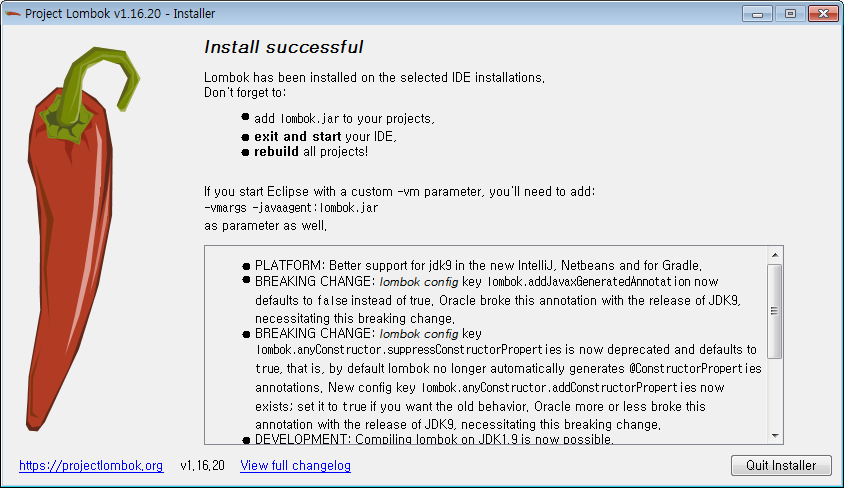 Project Lombok v1.16.20 - Installer
Install successful
Lombok has been installed on the selected IDE installations.
Don't forget to:
● add lombok.jar to your projects,
● exit and start your IDE,
● rebuild all projects!
If you start Eclipse with a custom -vm parameter, you'll need to add:
-vmargs -javaagent:lombok.jar
as parameter as well.
● PLATFORM: Better support for jdk9 in the new IntelliJ, Netbeans and for Gradle.
● BREAKING CHANGE: lombok config key lombok.addJavaxGeneratedAnnotation now
defaults to false instead of true. Oracle broke this annotation with the release of JDK9,
necessitating this breaking change.
● BREAKING CHANGE: lombok config key
lombok.anyConstructor.suppressConstructorProperties is now deprecated and defaults to
true, that is, by default lombok no longer automatically generates @ConstructorProperties
annotations. New config key lombok.anyConstructor.addConstructorProperties now
exists; set it to true if you want the old behavior. Oracle more or less broke this
annotation with the release of JDK9, necessitating this breaking change.
● DEVELOPMENT: Compiling lombok on JDK1.9 is now possible.
https://projectlombok.org v1.16.20 View full changelog Quit Installer